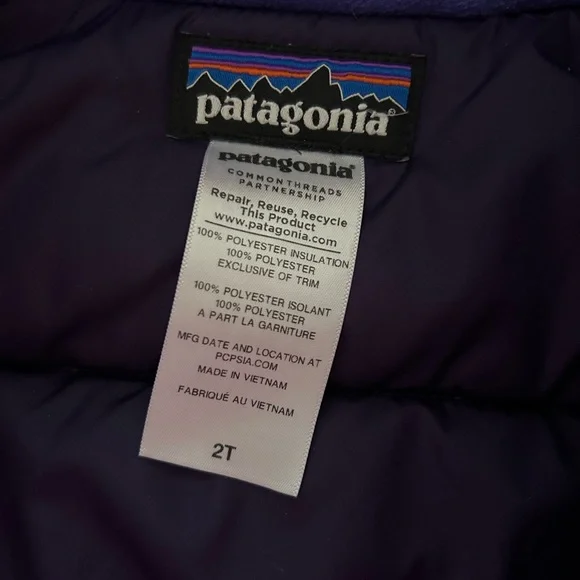 patagonia
patagonia®
COMMONTHREADS
PARTNERSHIP
Repair, Reuse, Recycle
This Product
www.patagonia.com
100% POLYESTER INSULATION
100% POLYESTER
EXCLUSIVE OF TRIM
100% POLYESTER ISOLANT
100% POLYESTER
A PART LA GARNITURE
MFG DATE AND LOCATION AT
PCPSIA.COM
MADE IN VIETNAM
FABRIQUÉ AU VIETNAM
2T